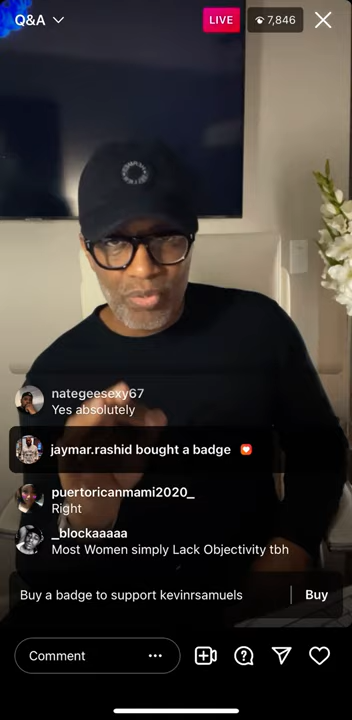 Q&A
LIVE
7,846
nategeesexy67
Yes absolutely
jaymar.rashid bought a badge
puertoricanmami2020_
Right
_blockaaaaa
Most Women simply Lack Objectivity tbh
Buy a badge to support kevinrsamuels
Buy
Comment